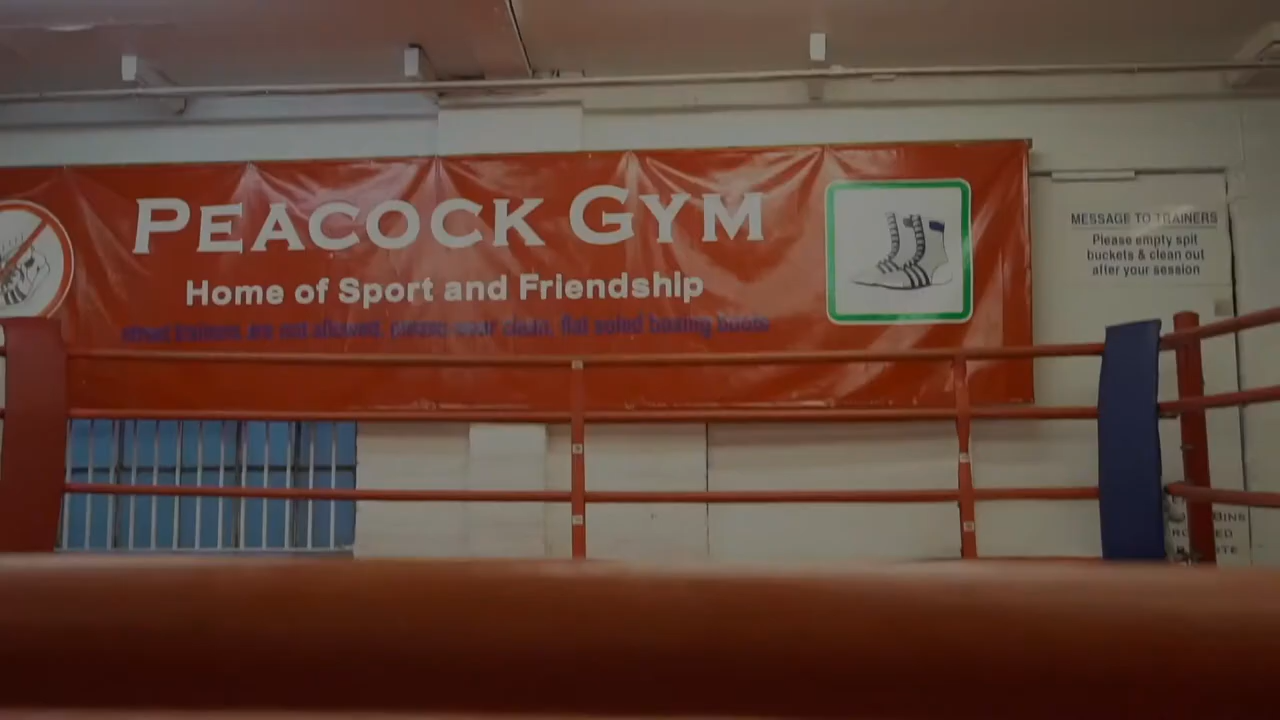 PEACOCK GYM
Home of Sport and Friendship
trainers are not allowed, please wear clean, flat soled boxing boots
MESSAGE TO TRAINERS
Please empty spit
buckets & clean out
after your session
BINS